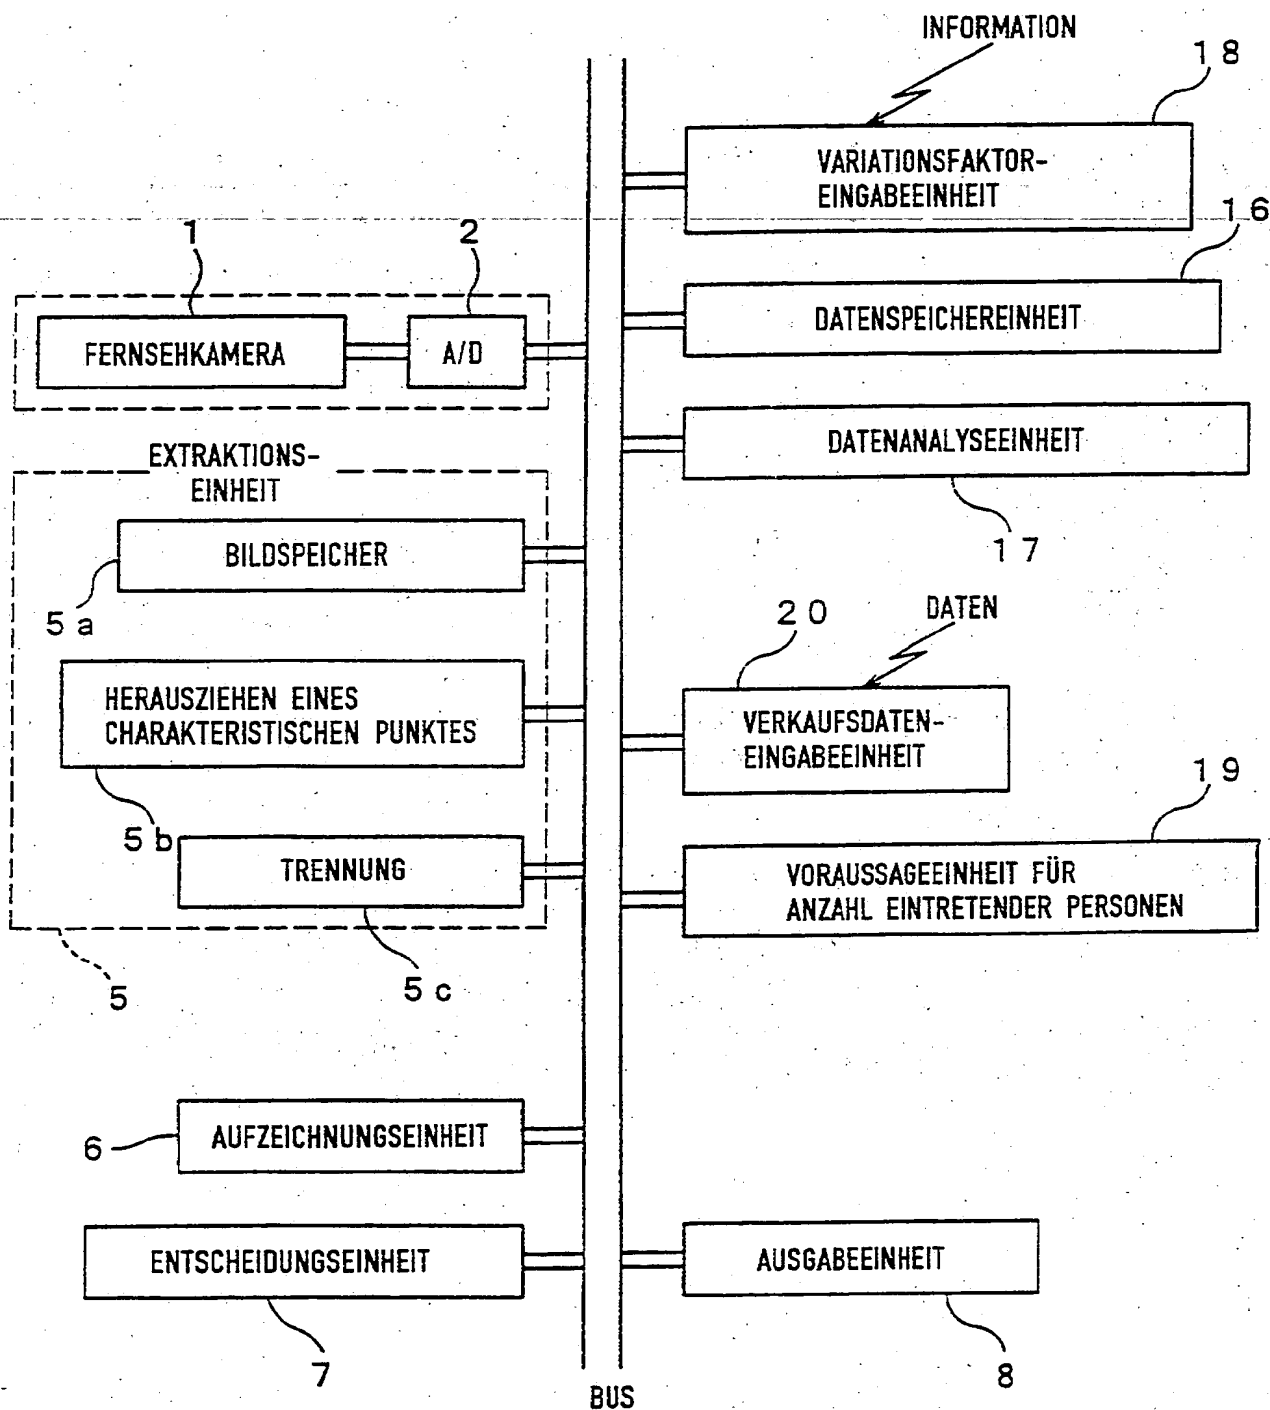 INFORMATION
18
VARIATIONSFAKTOR-
EINGABEEINHEIT
16
DATENSPEICHEREINHEIT
1
2
FERNSEHKAMERA
A/D
DATENANALYSEEINHEIT
17
EXTRAKTIONS-
EINHEIT
BILDSPEICHER
5a
HERAUSZIEHEN EINES
CHARAKTERISTISCHEN PUNKTES
5b
TRENNUNG
5c
5
DATEN
20
VERKAUFSDATEN-
EINGABEEINHEIT
19
VORAUSSAGEEINHEIT FÜR
ANZAHL EINTRETENDER PERSONEN
6
AUFZEICHNUNGSEINHEIT
ENTSCHEIDUNGSEINHEIT
7
AUSGABEEINHEIT
8
BUS